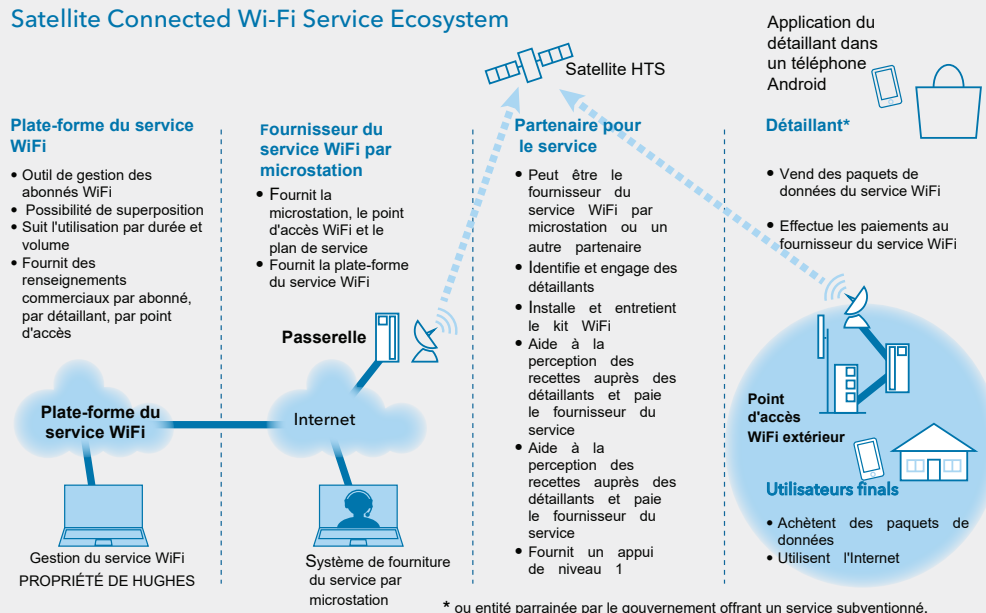 Satellite Connected Wi-Fi Service Ecosystem
Satellite HTS
Application du
détaillant dans
un téléphone
Android
Plate-forme du service
WiFi
• Outil de gestion des
abonnés WiFi
• Possibilité de superposition
• Suit l'utilisation par durée et
volume
• Fournit des
renseignements
commerciaux par abonné,
par détaillant, par point
d'accès
Plate-forme du
service WiFi
Gestion du service WiFi
PROPRIÉTÉ DE HUGHES
Fournisseur du
service WiFi par
microstation
• Fournit la
microstation, le point
d'accès WiFi et le
plan de service
• Fournit la plate-forme
du service WiFi
Passerelle
Internet
Système de fourniture
du service par
microstation
Partenaire pour
le service
• Peut être le
fournisseur du
service WiFi par
microstation ou un
autre partenaire
• Identifie et engage des
détaillants
• Installe et entretient
le kit WiFi
• Aide à la
perception des
recettes auprès des
détaillants et paie
le fournisseur du
service
• Aide à la
perception des
recettes auprès des
détaillants et paie
le fournisseur du
service
• Fournit un appui
de niveau 1
Détaillant*
• Vend des paquets de
données du service WiFi
• Effectue les paiements au
fournisseur du service WiFi
Point
d'accès
WiFi extérieur
Utilisateurs finals
• Achètent des paquets de
données
• Utilisent l'Internet
* ou entité parrainée par le gouvernement offrant un service subventionné.